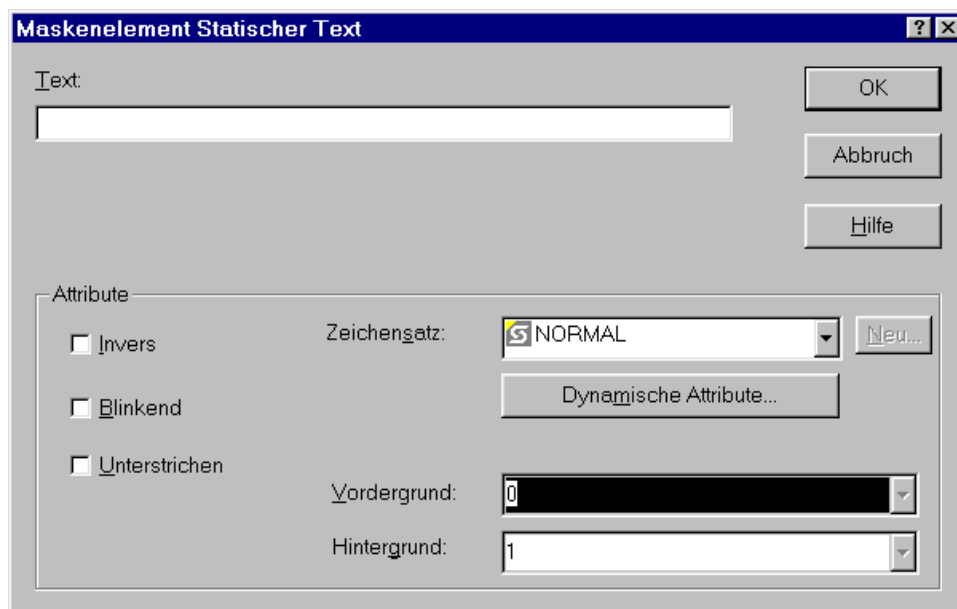 Maskenelement Statischer Text
Text:
OK
Abbruch
Hilfe
Attribute
Invers
Zeichensatz:
NORMAL
Neu...
Blinkend
Dynamische Attribute...
Unterstrichen
Vordergrund:
0
Hintergrund:
1